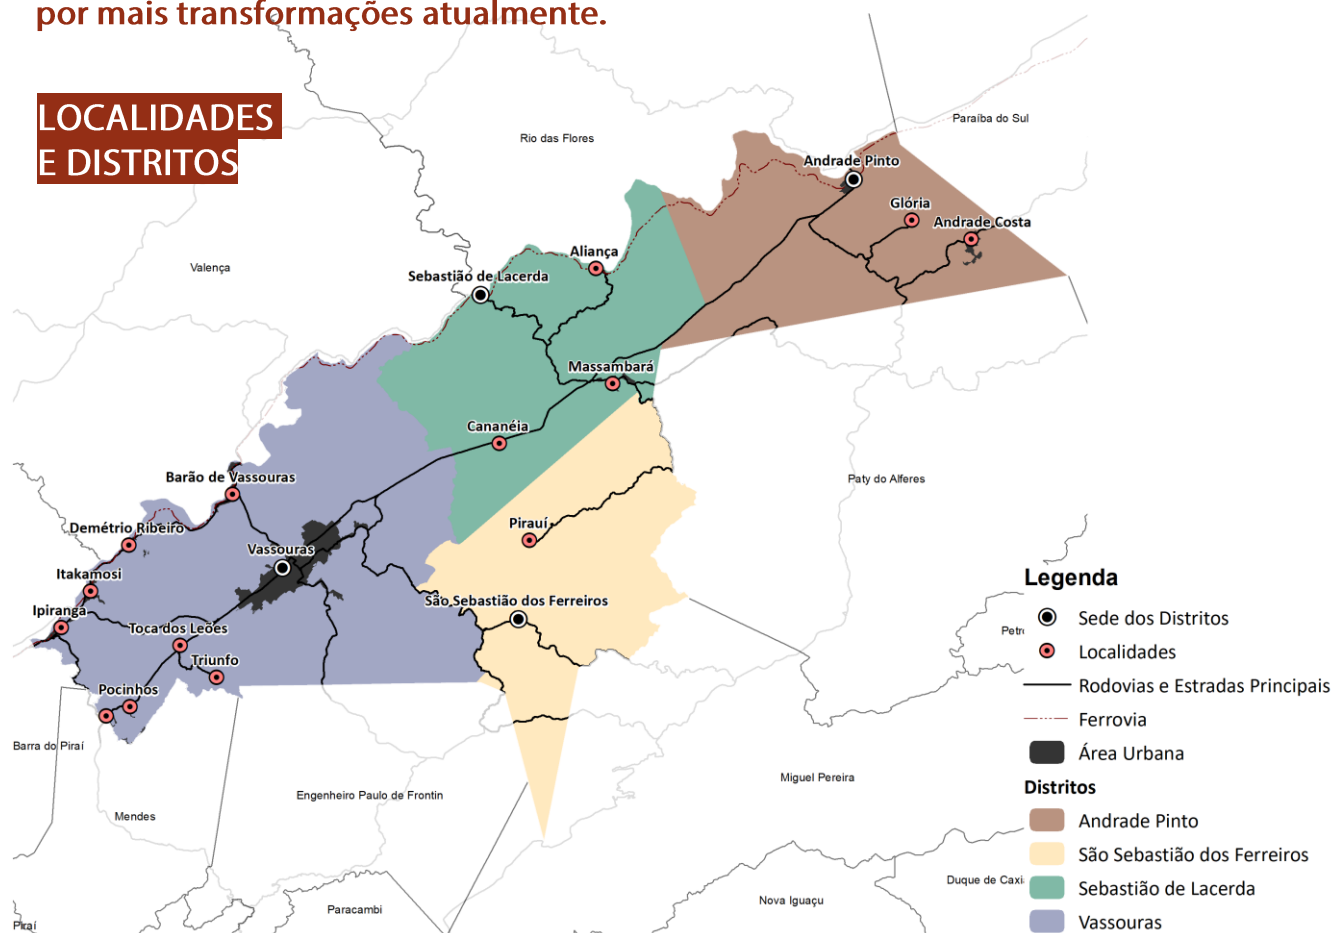 por mais transformações atualmente.
LOCALIDADES
E DISTRITOS
Paraíba do Sul
Rio das Flores
Andrade Pinto
Glória
Andrade Costa
Aliança
Valença
Sebastião de Lacerda
Massambará
Cananéia
Barão de Vassouras
Paty do Alferes
Demétrio Ribeiro
Pirauí
Vassouras
Itakamosi
São Sebastião dos Ferreiros
Ipiranga
Toca dos Leões
Triunfo
Pocinhos
Barra do Piraí
Miguel Pereira
Engenheiro Paulo de Frontin
Mendes
Nova Iguaçu
Paracambi
Piraí
Petr
Duque de Caxi
Legenda
Sede dos Distritos
Localidades
Rodovias e Estradas Principais
Ferrovia
Área Urbana
Distritos
Andrade Pinto
São Sebastião dos Ferreiros
Sebastião de Lacerda
Vassouras